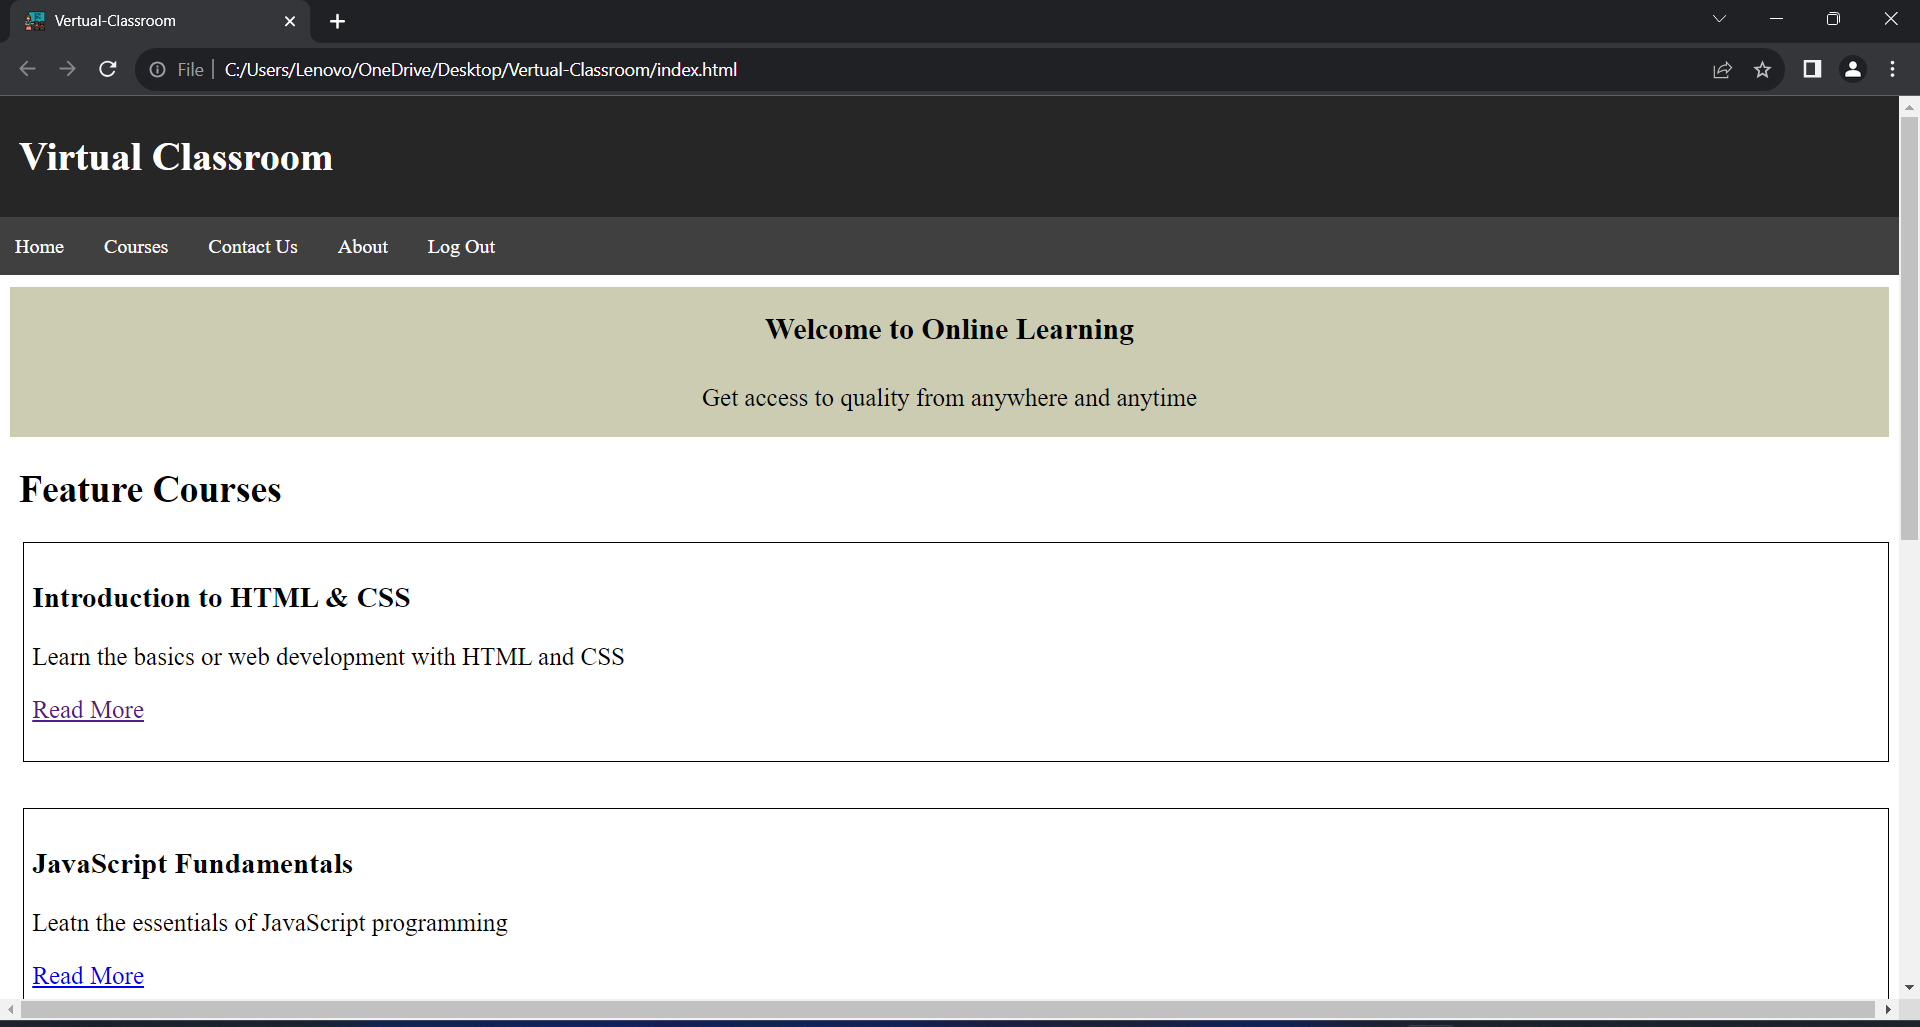 Vertual-Classroom
File
C:/Users/Lenovo/OneDrive/Desktop/Vertual-Classroom/index.html
Virtual Classroom
Home Courses Contact Us About Log Out
Welcome to Online Learning
Get access to quality from anywhere and anytime
Feature Courses
Introduction to HTML & CSS
Learn the basics or web development with HTML and CSS
Read More
JavaScript Fundamentals
Leatn the essentials of JavaScript programming
Read More